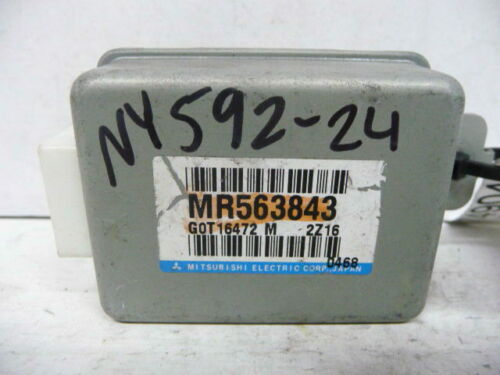 NY592-24
MR563843
G0T16472 M 2Z16
0468
MITSUBISHI ELECTRIC CORP.JAPAN